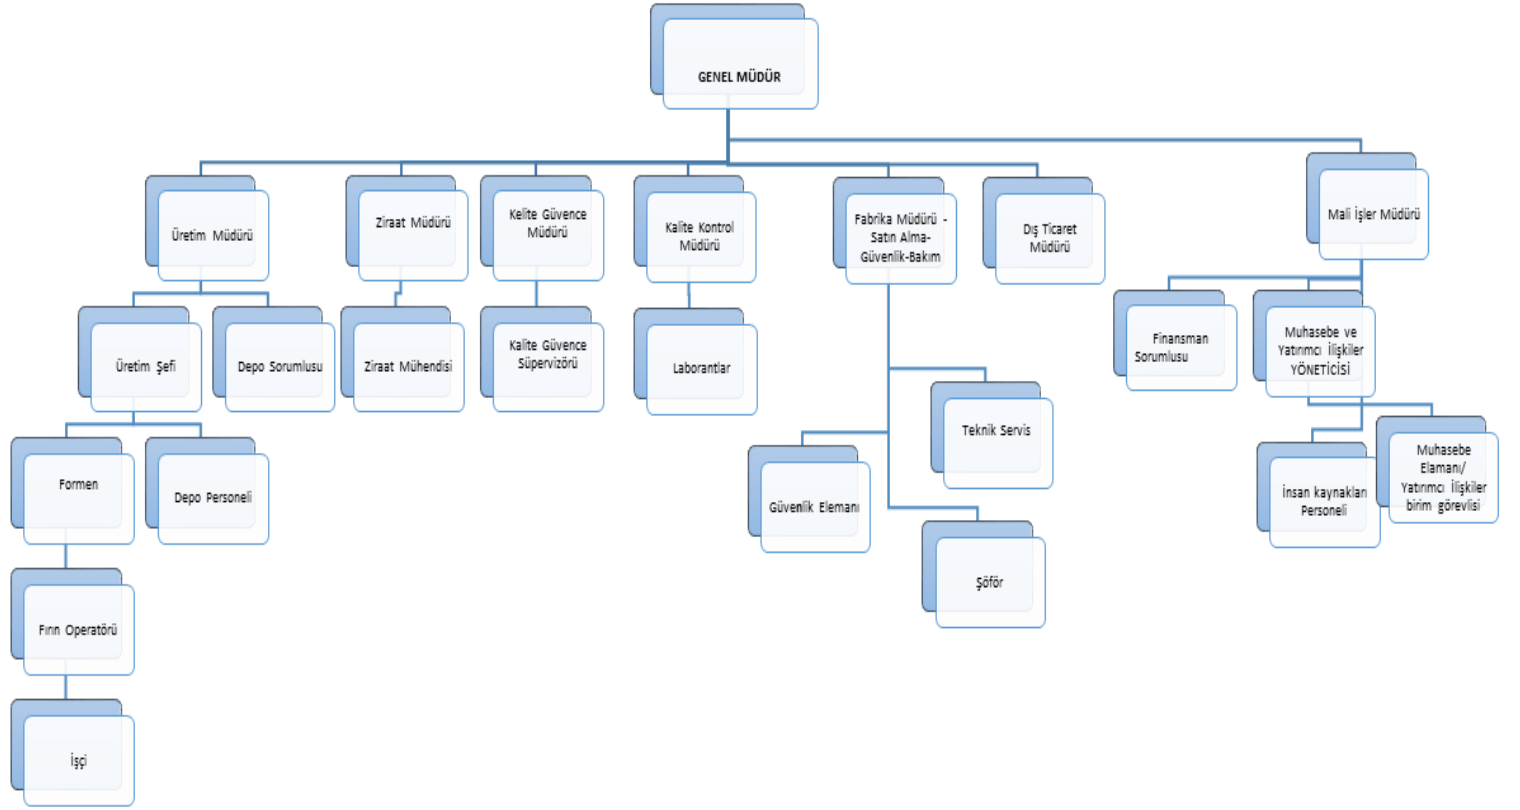 GENEL MÜDÜR
Üretim Müdürü
Ziraat Müdürü
Kelite Güvence
Müdürü
Kalite Kontrol
Müdürü
Fabrika Müdürü -
Satın Alma-
Güvenlik-Bakım
Dış Ticaret
Müdürü
Mali İşler Müdürü
Üretim Şefi
Depo Sorumlusu
Ziraat Mühendisi
Kalite Güvence
Süpervizörü
Laborantlar
Finansman
Sorumlusu
Muhasebe ve
Yatırımcı İlişkiler
YÖNETİCİSİ
Teknik Servis
Formen
Depo Personeli
Güvenlik Elemanı
İnsan kaynakları
Personeli
Muhasebe
Elamanı/
Yatırımcı İlişkiler
birim görevlisi
Şöför
Fırın Operatörü
İşçi